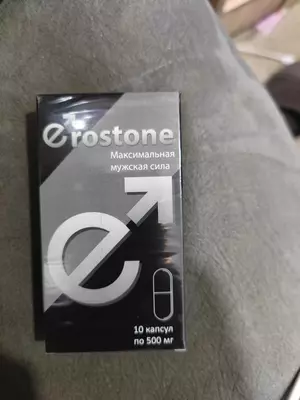 erostone
Максимальная
мужская сила
10 капсул
по 500 мг